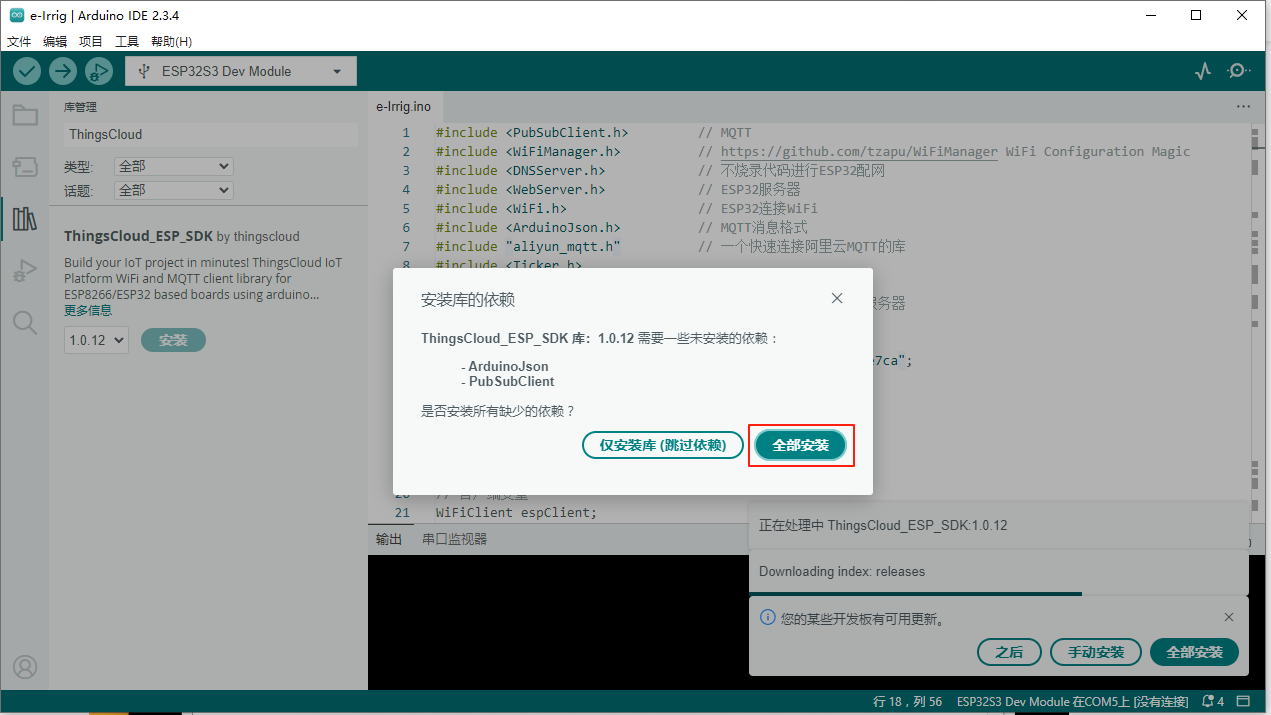 e-Irrig | Arduino IDE 2.3.4
文件 编辑 项目 工具 帮助(H)
ESP32S3 Dev Module
库管理
ThingsCloud
类型: 全部
话题: 全部
ThingsCloud_ESP_SDK by thingscloud
Build your IoT project in minutes! ThingsCloud IoT
Platform WiFi and MQTT client library for
ESP8266/ESP32 based boards using arduino...
更多信息
1.0.12 安装
e-Irrig.ino
1 #include <PubSubClient.h> // MQTT
2 #include <WiFiManager.h> // https://github.com/tzapu/WiFiManager WiFi Configuration Magic
3 #include <DNSServer.h> // 不烧录代码进行ESP32配网
4 #include <WebServer.h> // ESP32服务器
5 #include <WiFi.h> // ESP32连接WiFi
6 #include <ArduinoJson.h> // MQTT消息格式
7 #include "aliyun_mqtt.h" // 一个快速连接阿里云MQTT的库
8 #include <Ticker.h>
服务器
7ca";
20 // 客户端变量
21 WiFiClient espClient;
安装库的依赖
ThingsCloud_ESP_SDK 库：1.0.12 需要一些未安装的依赖：
- ArduinoJson
- PubSubClient
是否安装所有缺少的依赖？
仅安装库 (跳过依赖) 全部安装
输出 串口监视器
正在处理中 ThingsCloud_ESP_SDK:1.0.12
Downloading index: releases
您的某些开发板有可用更新。
之后 手动安装 全部安装
行 18，列 56 ESP32S3 Dev Module 在COM5上 [没有连接] 4